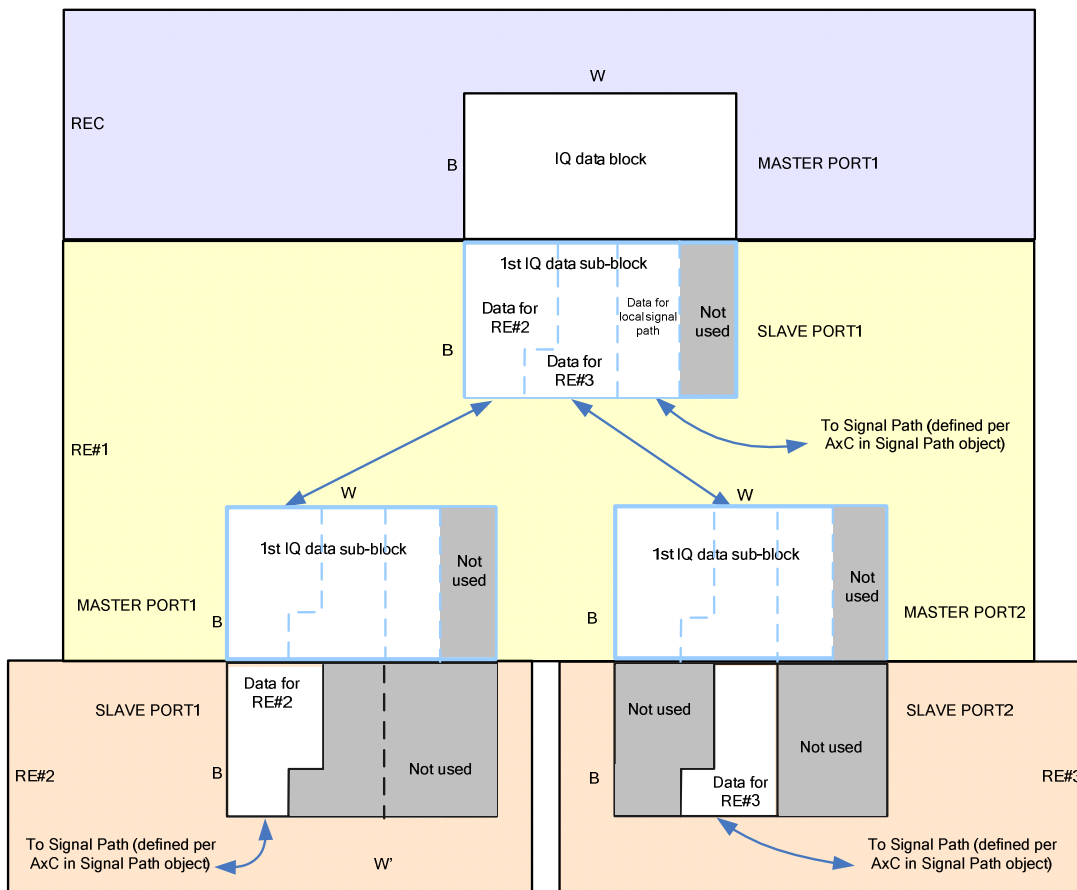 W
REC
B
IQ data block
MASTER PORT1
1st IQ data sub-block
Data for
RE#2
Data for
local signal
path
Not
used
SLAVE PORT1
B
Data for
RE#3
To Signal Path (defined per
AxC in Signal Path object)
RE#1
W
W
1st IQ data sub-block
Not
used
1st IQ data sub-block
Not
used
MASTER PORT1
B
B
MASTER PORT2
Data for
RE#2
SLAVE PORT1
Not used
SLAVE PORT2
RE#2
B
Not used
B
Data for
RE#3
Not used
RE#3
To Signal Path (defined per
AxC in Signal Path object)
W'
To Signal Path (defined per
AxC in Signal Path object)